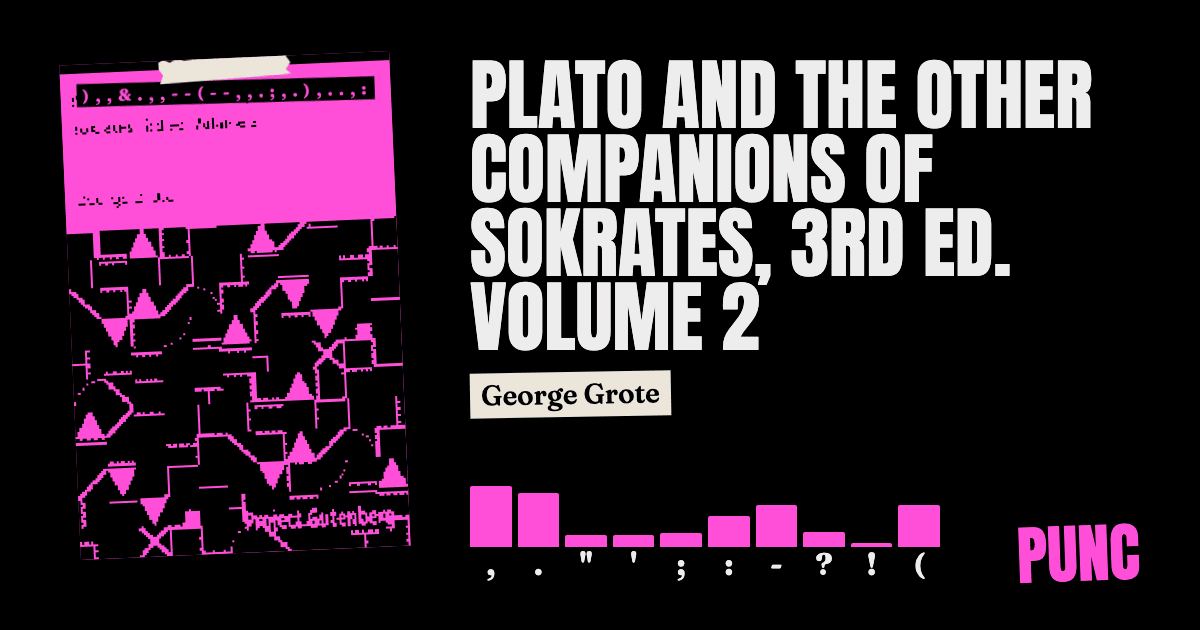 ),,&.,,--(--,,.;,.),..,:
Project Gutenberg
PLATO AND THE OTHER
COMPANIONS OF
SOKRATES, 3RD ED.
VOLUME 2
George Grote
, . " ' ; : - ? ! (
PUNC